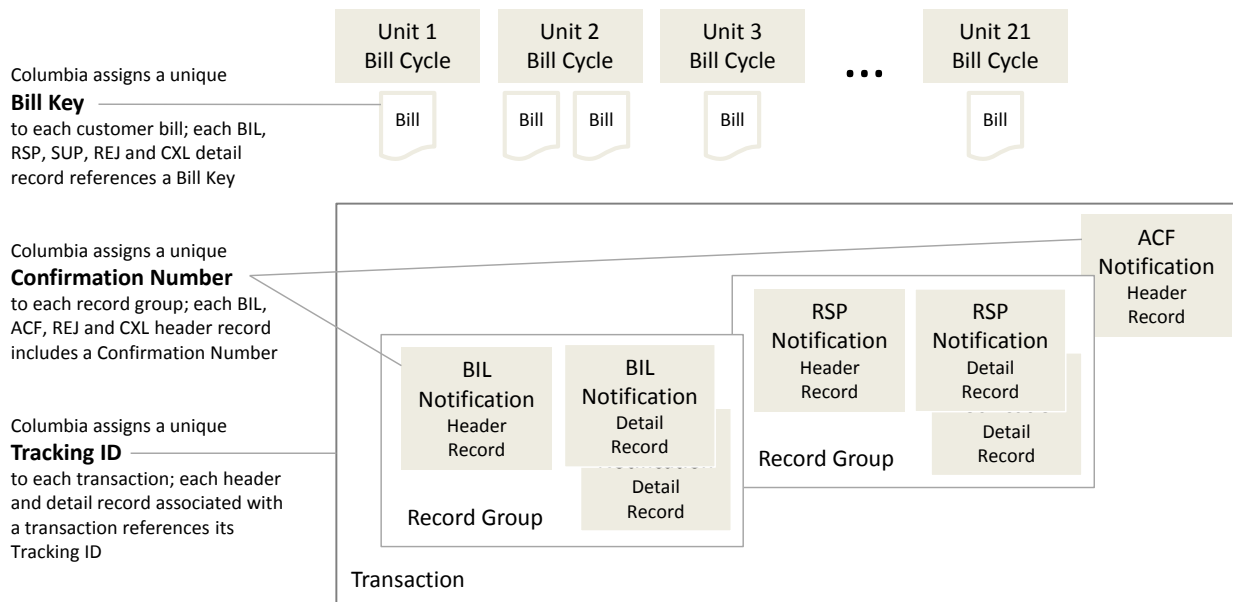 Unit 1
Bill Cycle
Unit 2
Bill Cycle
Unit 3
Bill Cycle
...
Unit 21
Bill Cycle
Bill
Bill
Bill
Bill
Bill
Columbia assigns a unique
Bill Key
to each customer bill; each BIL,
RSP, SUP, REJ and CXL detail
record references a Bill Key
Columbia assigns a unique
Confirmation Number
to each record group; each BIL,
ACF, REJ and CXL header record
includes a Confirmation Number
Columbia assigns a unique
Tracking ID
to each transaction; each header
and detail record associated with
a transaction references its
Tracking ID
ACF
Notification
Header
Record
RSP
Notification
Header
Record
RSP
Notification
Detail
Record
Detail
Record
Record Group
BIL
Notification
Header
Record
BIL
Notification
Detail
Record
Detail
Record
Record Group
Transaction